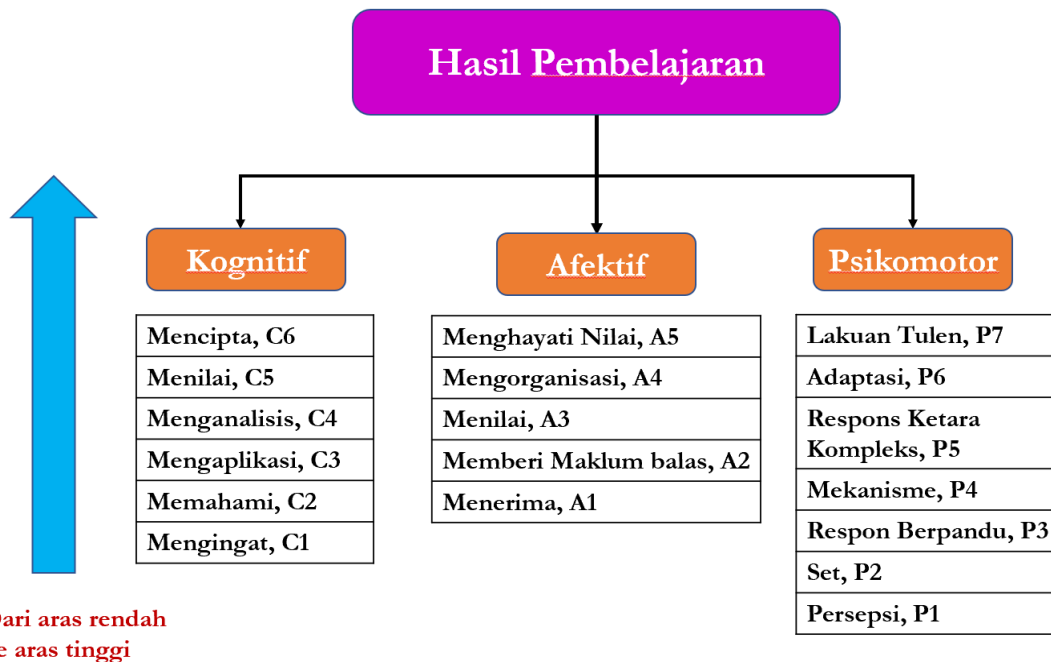 Hasil Pembelajaran
Kognitif
Mencipta, C6
Menilai, C5
Menganalisis, C4
Mengaplikasi, C3
Memahami, C2
Mengingat, C1
Afektif
Menghayati Nilai, A5
Mengorganisasi, A4
Menilai, A3
Memberi Maklum balas, A2
Menerima, A1
Psikomotor
Lakuan Tulen, P7
Adaptasi, P6
Respons Ketara
Kompleks, P5
Mekanisme, P4
Respon Berpandu, P3
Set, P2
Persepsi, P1
ari aras rendah
e aras tinggi